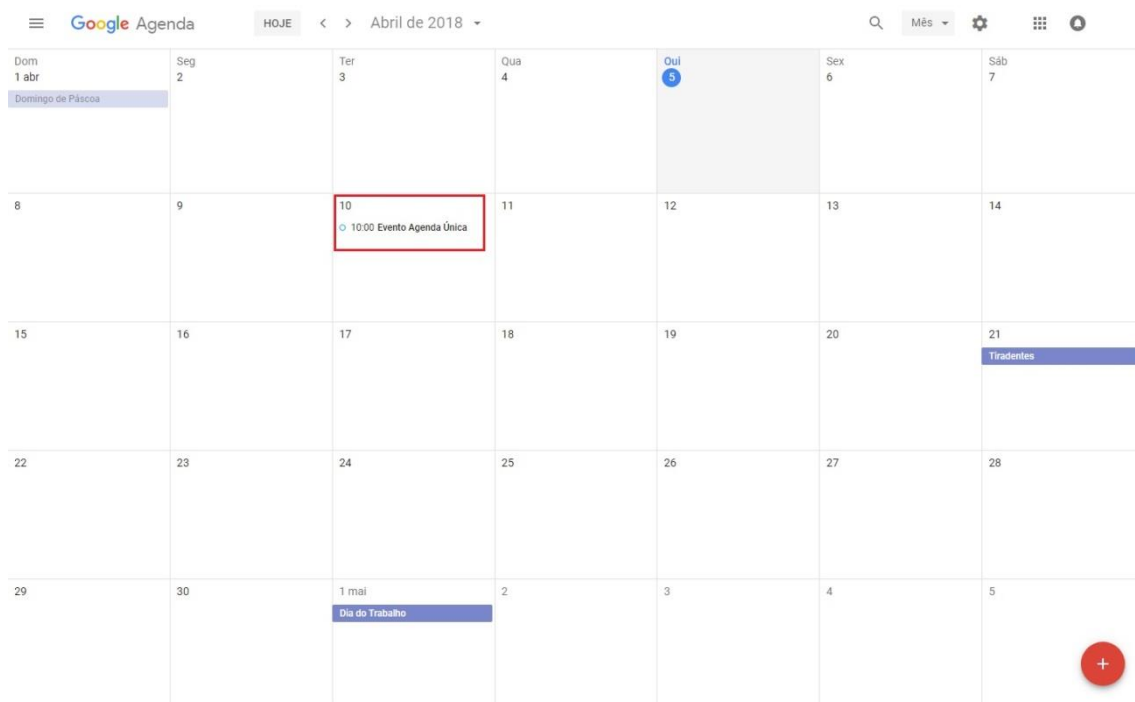 Google Agenda HOJE < > Abril de 2018 Mês
Dom Seg Ter Qua Qui Sex Sáb
1 abr 2 3 4 5 6 7
Domingo de Páscoa
8 9 10 11 12 13 14
10:00 Evento Agenda Única
15 16 17 18 19 20 21
Tiradentes
22 23 24 25 26 27 28
29 30 1 mai 2 3 4 5
Dia do Trabalho
+